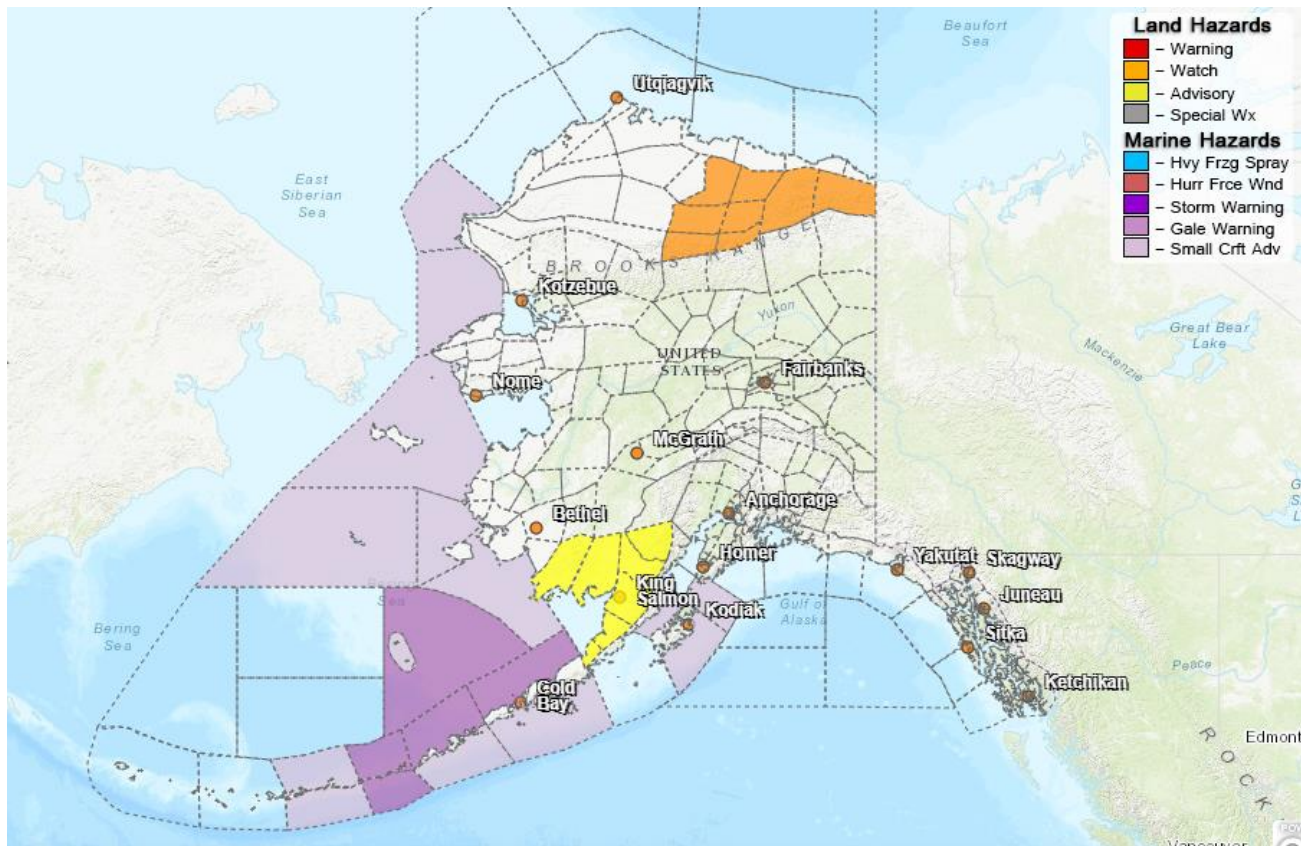 Beaufort
Sea
Land Hazards
– Warning
– Watch
– Advisory
– Special Wx
Marine Hazards
– Hvy Frzg Spray
– Hurr Frce Wnd
– Storm Warning
– Gale Warning
– Small Crft Adv
Utqiagvik
East
Siberian
Sea
BROOKS RANGE
Kotzebue
Yukon
Great Bear
Lake
Mackenzie
UNITED
STATES
Fairbanks
Nome
McGrath
Anchorage
Bethel
Homer
Yakutat
Skagway
King
Salmon
Juneau
Kodiak
Gulf of
Alaska
Sea
Bering
Sea
Sitka
Peace
Ketchikan
Cold
Bay
ROCK
Edmont